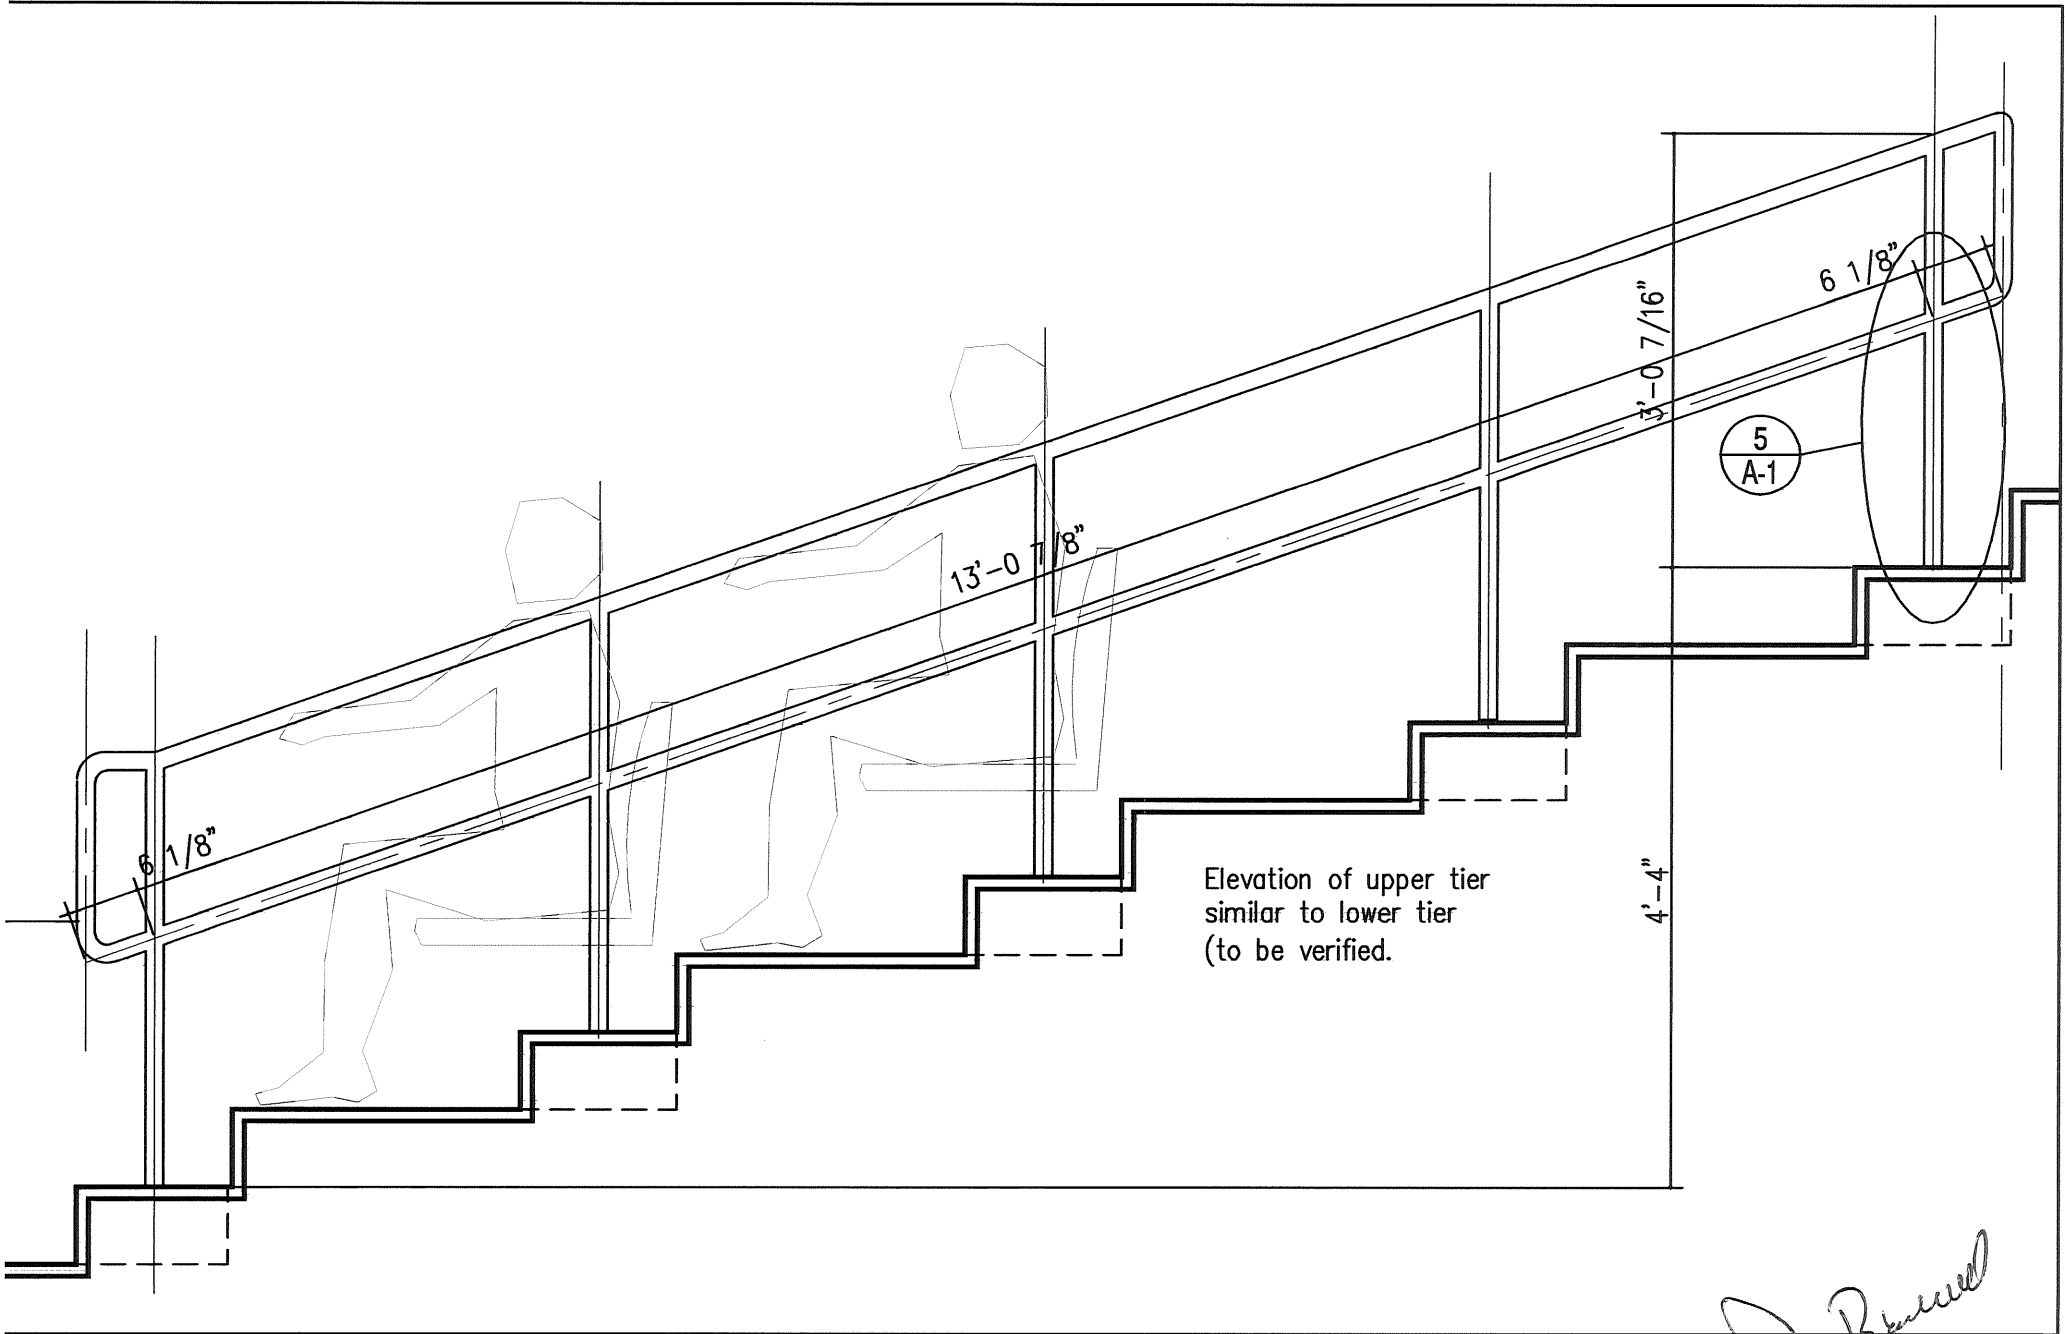 6 1/8"
3'-0 7/16"
5
A-1
13'-0 7/8"
6 1/8"
Elevation of upper tier
similar to lower tier
(to be verified.
4'-4"